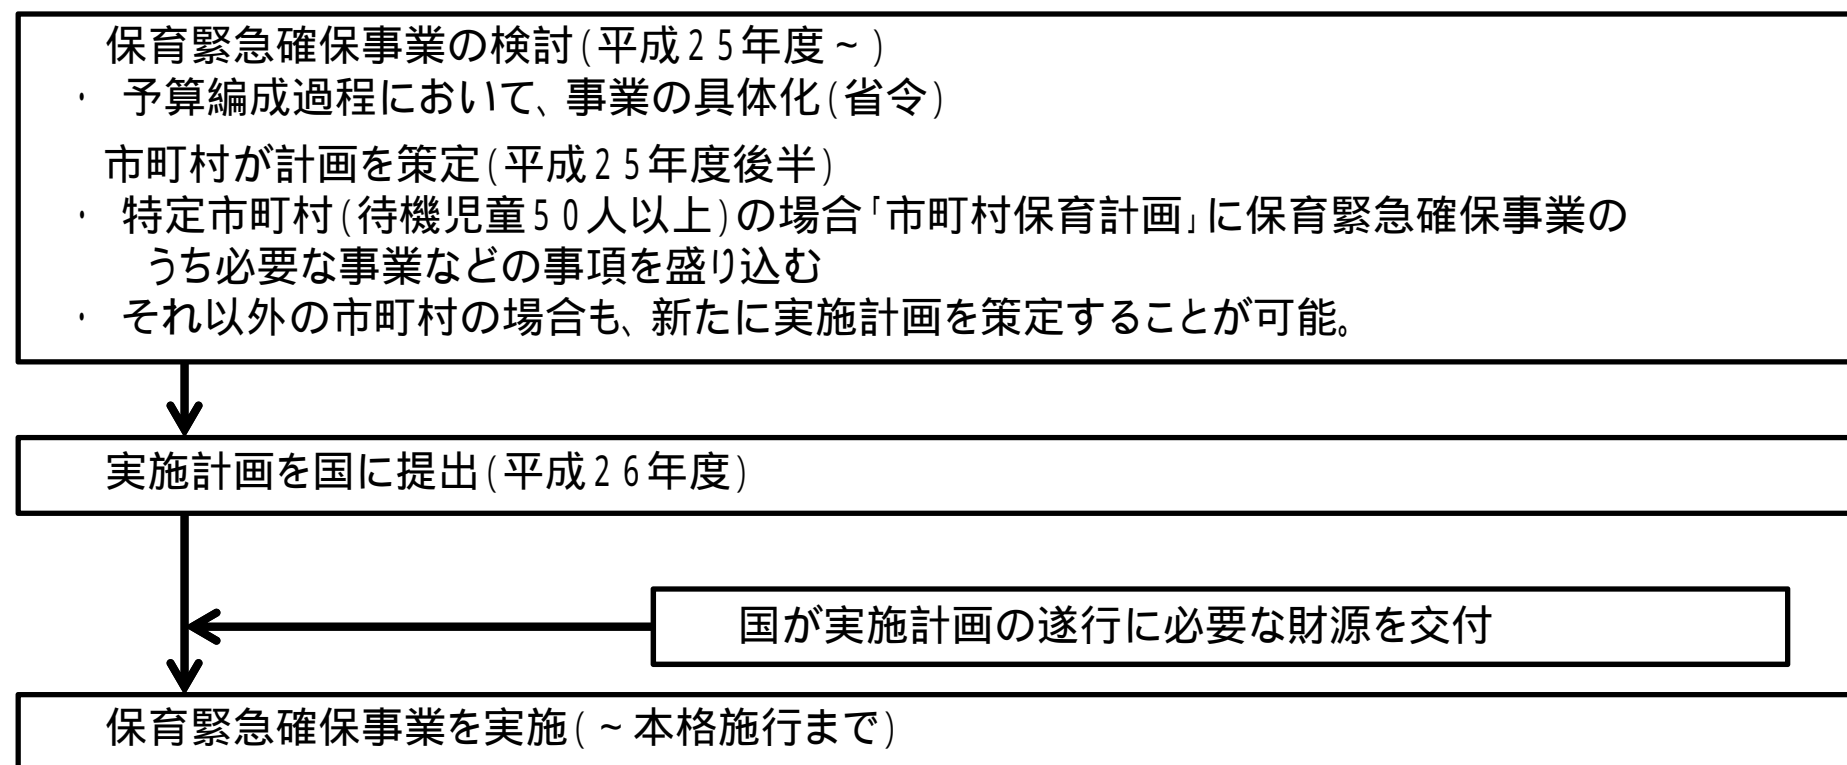 保育緊急確保事業の検討(平成25年度~)
・ 予算編成過程において、事業の具体化(省令)
市町村が計画を策定(平成25年度後半)
・ 特定市町村(待機児童50人以上)の場合「市町村保育計画」に保育緊急確保事業の
うち必要な事業などの事項を盛り込む
・ それ以外の市町村の場合も、新たに実施計画を策定することが可能。
実施計画を国に提出(平成26年度)
国が実施計画の遂行に必要な財源を交付
保育緊急確保事業を実施(~本格施行まで)